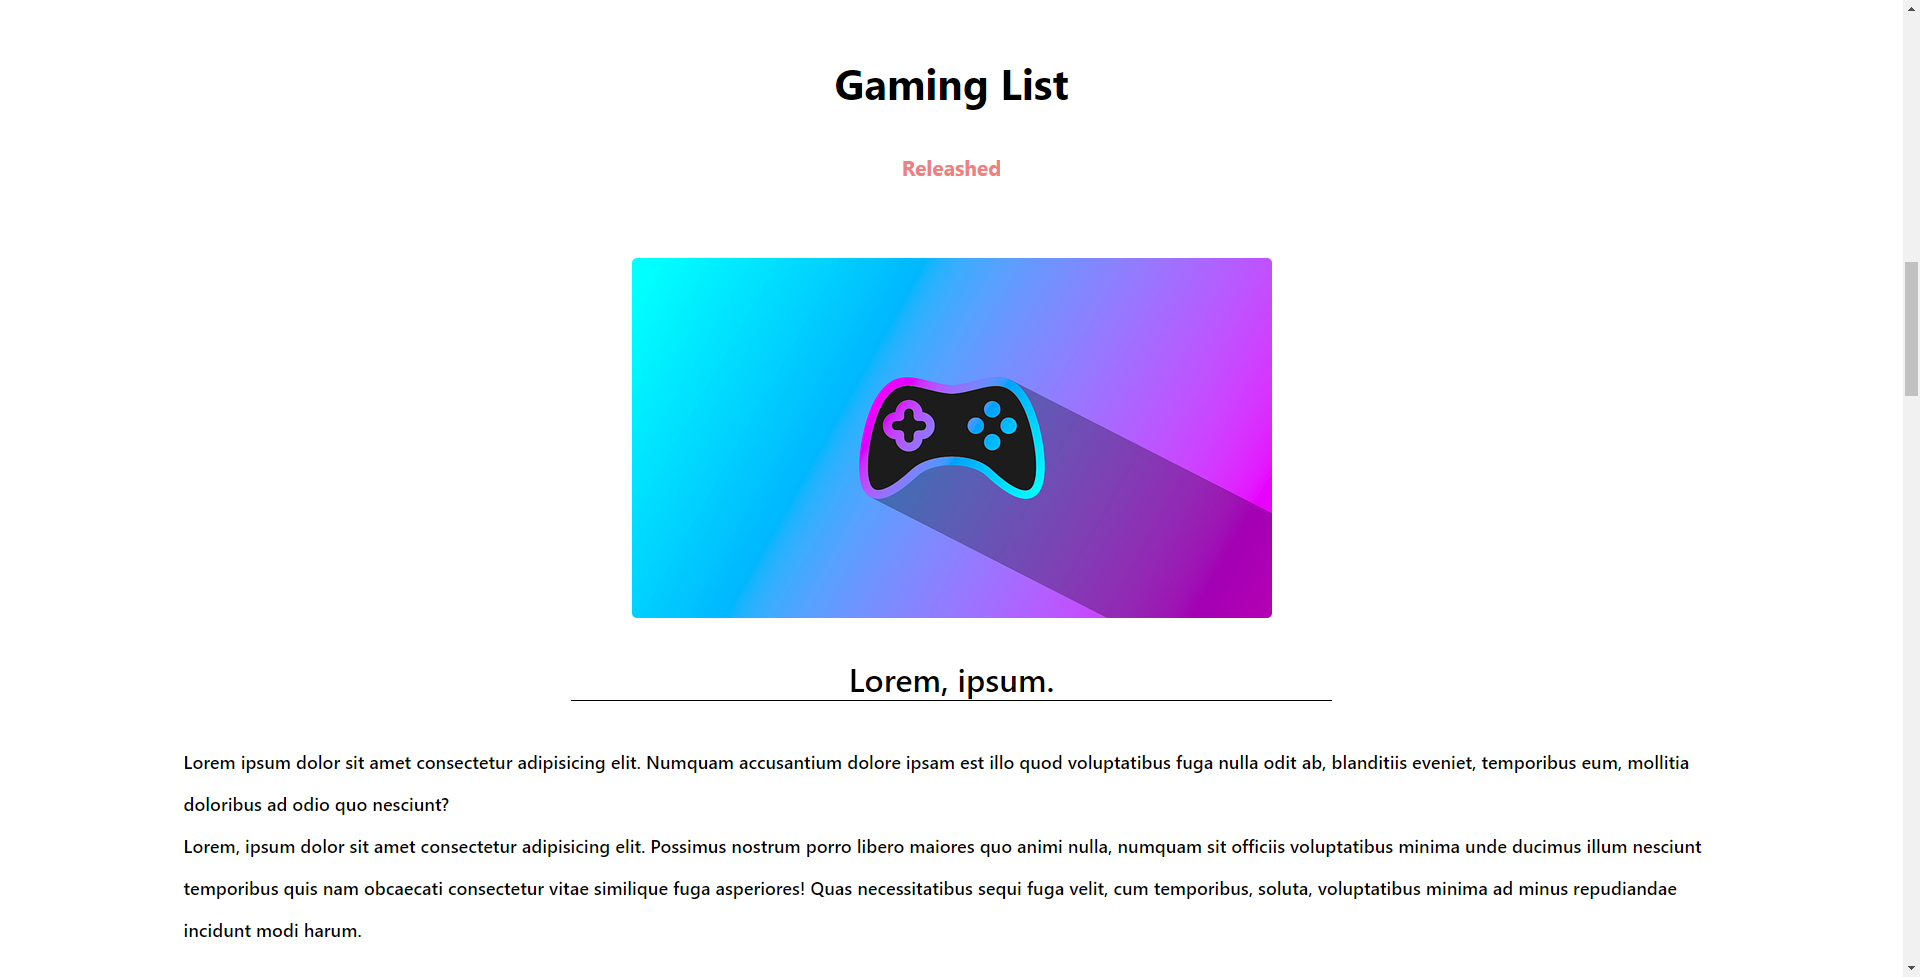 Gaming List
Releashed
Lorem, ipsum.
Lorem ipsum dolor sit amet consectetur adipisicing elit. Numquam accusantium dolore ipsam est illo quod voluptatibus fuga nulla odit ab, blanditiis eveniet, temporibus eum, mollitia
doloribus ad odio quo nesciunt?
Lorem, ipsum dolor sit amet consectetur adipisicing elit. Possimus nostrum porro libero maiores quo animi nulla, numquam sit officiis voluptatibus minima unde ducimus illum nesciunt
temporibus quis nam obcaecati consectetur vitae similique fuga asperiores! Quas necessitatibus sequi fuga velit, cum temporibus, soluta, voluptatibus minima ad minus repudiandae
incidunt modi harum.